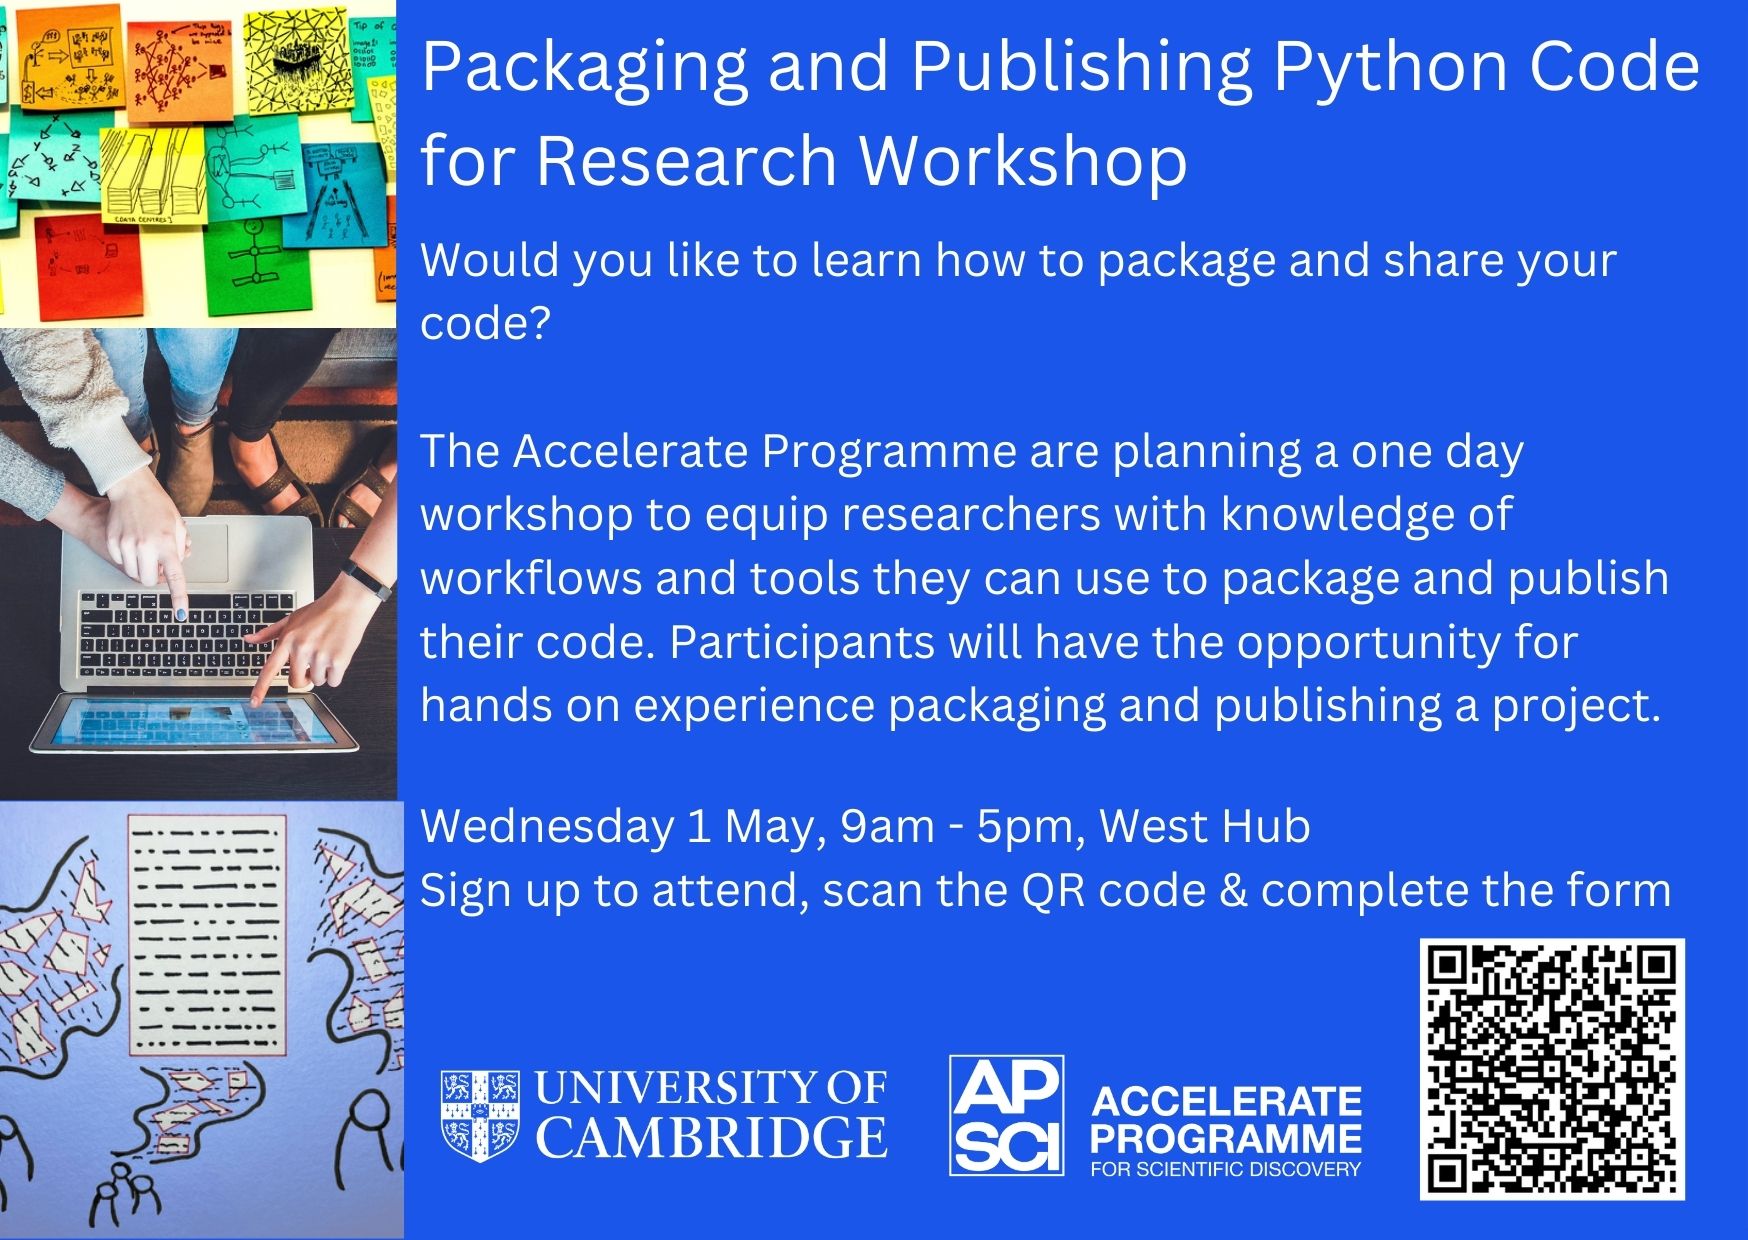 Packaging and Publishing Python Code
for Research Workshop
Would you like to learn how to package and share your
code?
The Accelerate Programme are planning a one day
workshop to equip researchers with knowledge of
workflows and tools they can use to package and publish
their code. Participants will have the opportunity for
hands on experience packaging and publishing a project.
Wednesday 1 May, 9am - 5pm, West Hub
Sign up to attend, scan the QR code & complete the form
UNIVERSITY OF
CAMBRIDGE
AP
SCI
ACCELERATE
PROGRAMME
FOR SCIENTIFIC DISCOVERY
Tip of
[DATA CENTRES]